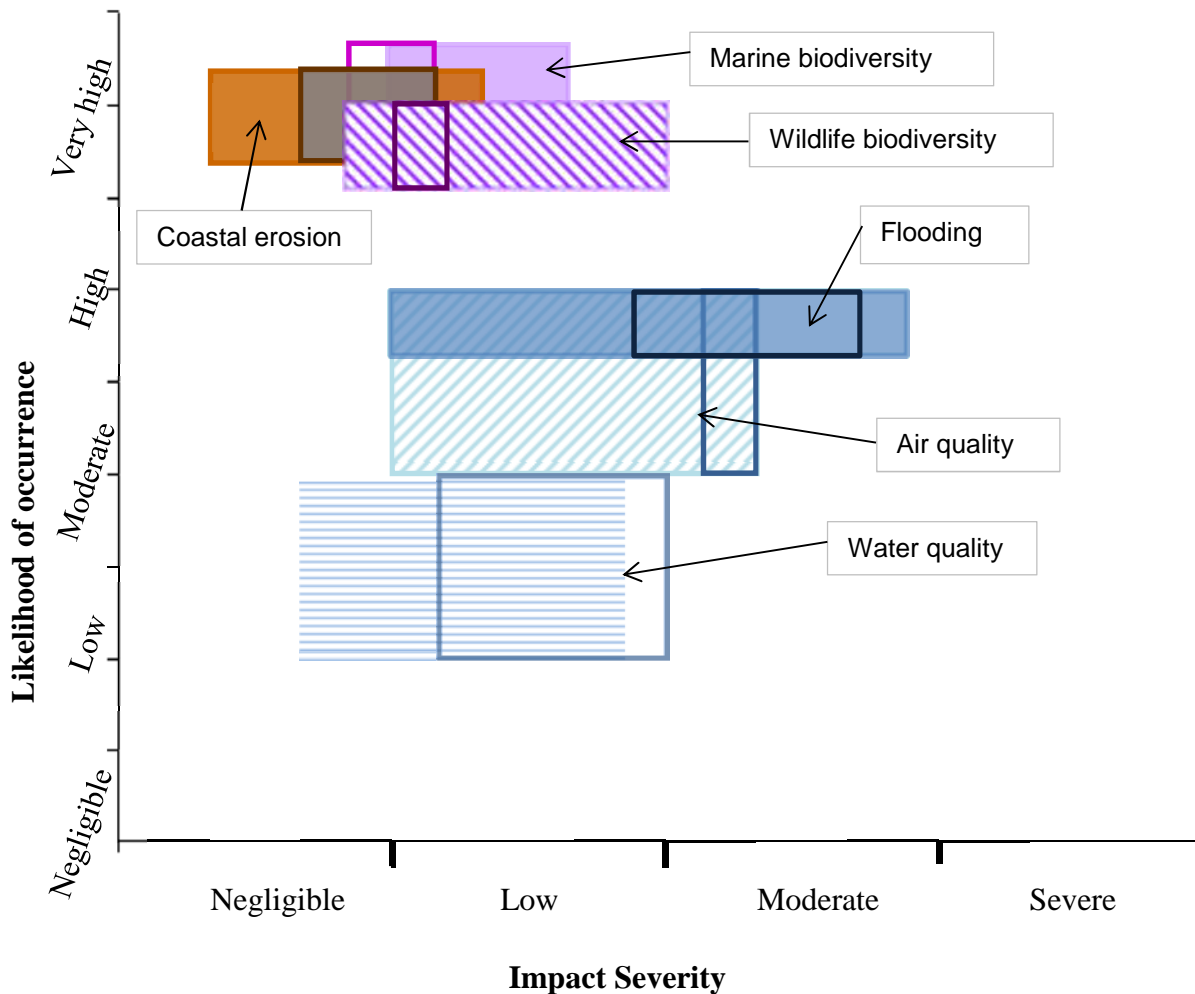 Marine biodiversity
Wildlife biodiversity
Coastal erosion
Flooding
Air quality
Water quality
Likelihood of occurrence
Very high
High
Moderate
Low
Negligible
Negligible
Low
Moderate
Severe
Impact Severity